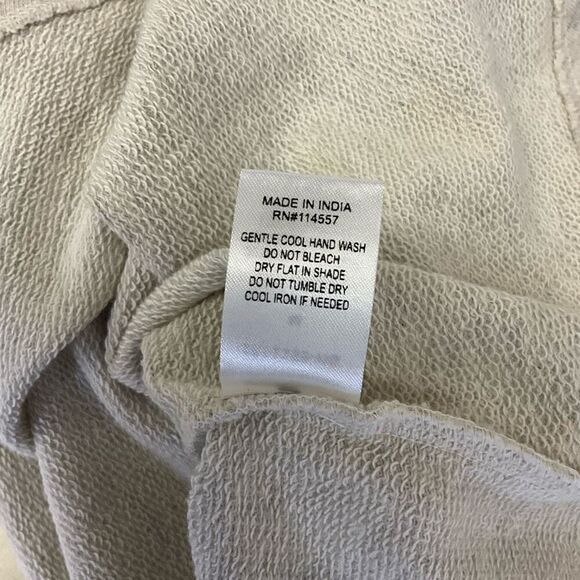 MADE IN INDIA
RN#114557
GENTLE COOL HAND WASH
DO NOT BLEACH
DRY FLAT IN SHADE
DO NOT TUMBLE DRY
COOL IRON IF NEEDED